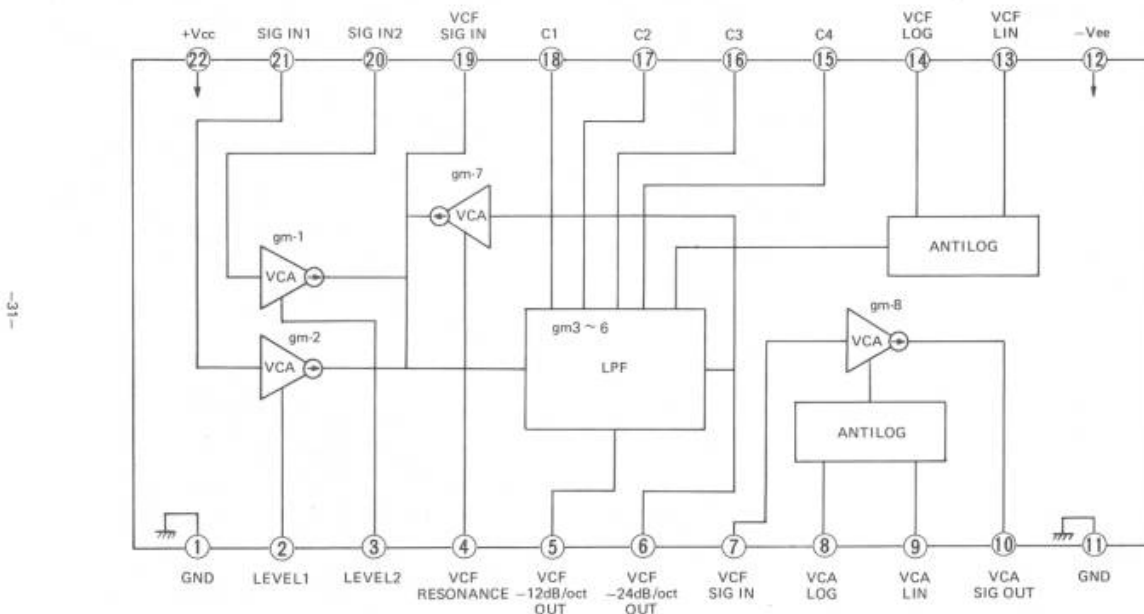 VCF VCF VCF
+Vcc SIG IN1 SIG IN2 SIG IN C1 C2 C3 C4 LOG LIN −Vee
22 21 20 19 18 17 16 15 14 13 12
gm-7
VCA
gm-1
VCA
ANTILOG
−31−
gm-2
VCA
gm3 ~ 6
LPF
gm-8
VCA
ANTILOG
1 2 3 4 5 6 7 8 9 10 11
GND LEVEL1 LEVEL2 VCF VCF VCF VCF VCA VCA VCA GND
RESONANCE −12dB/oct −24dB/oct SIG IN LOG LIN SIG OUT
OUT OUT